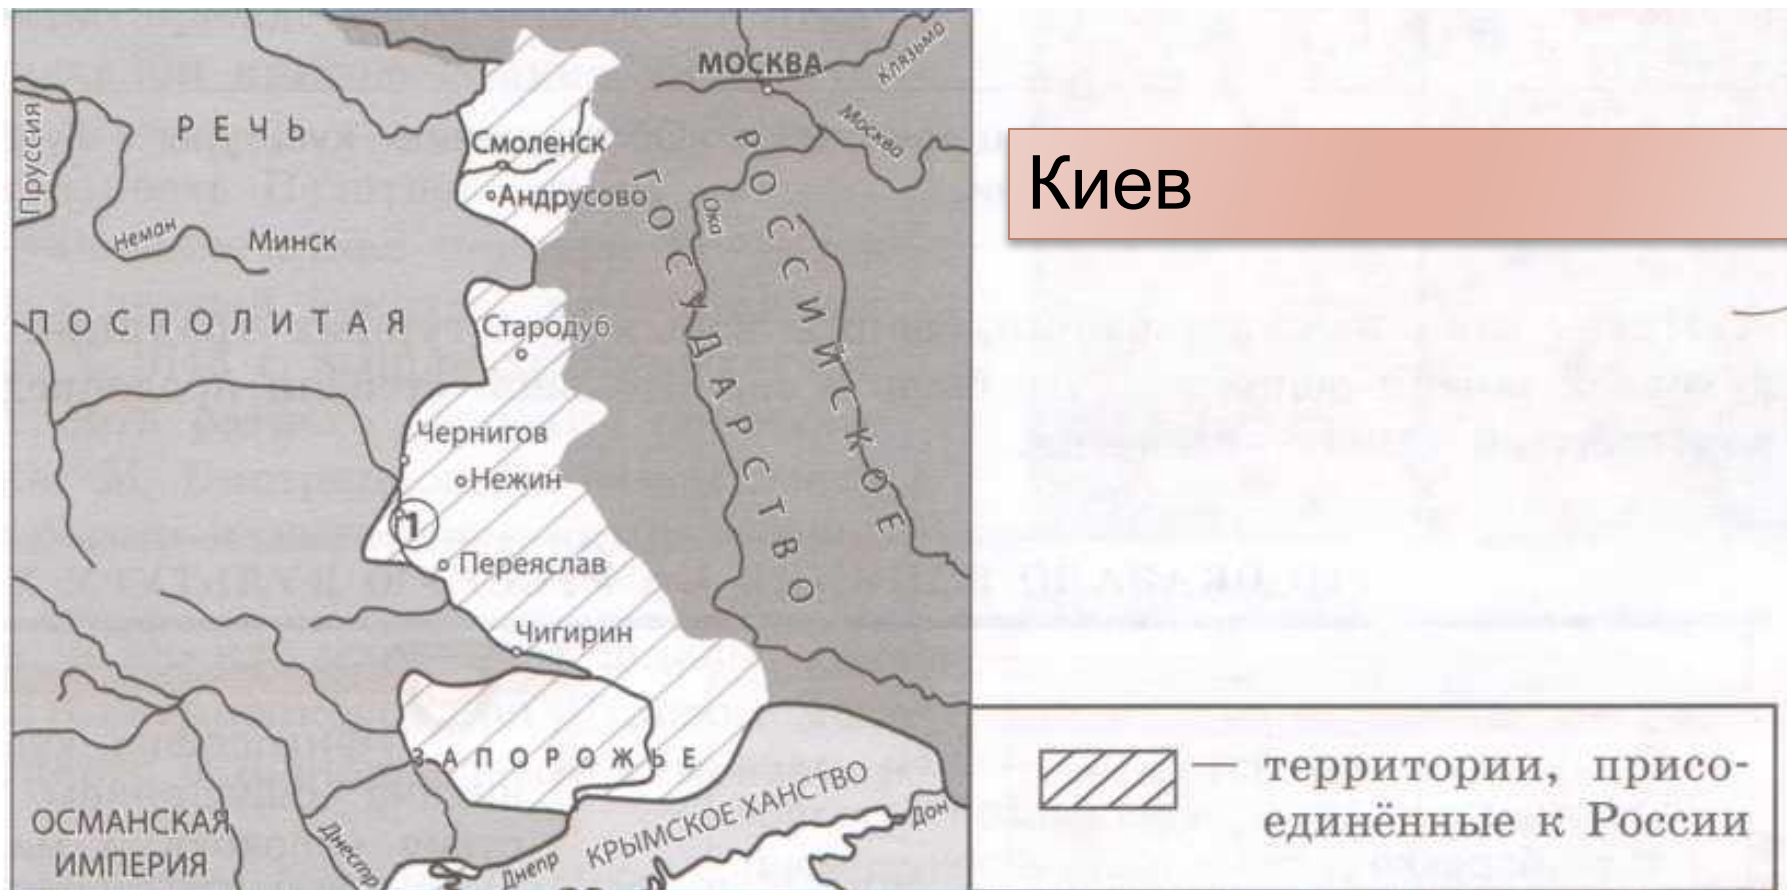 МОСКВА
Клязьма
Москва
Пруссия
РЕЧЬ
Смоленск
Андрусово
РОССИЙСКОЕ
ГОСУДАРСТВО
Ока
Киев
Неман
Минск
ПОСПОЛИТАЯ
Стародуб
Чернигов
Нежин
1
Переяслав
Чигирин
ЗАПОРОЖЬЕ
КРЫМСКОЕ ХАНСТВО
Дон
ОСМАНСКАЯ
ИМПЕРИЯ
Днестр
Днепр
— территории, присо-
единённые к России